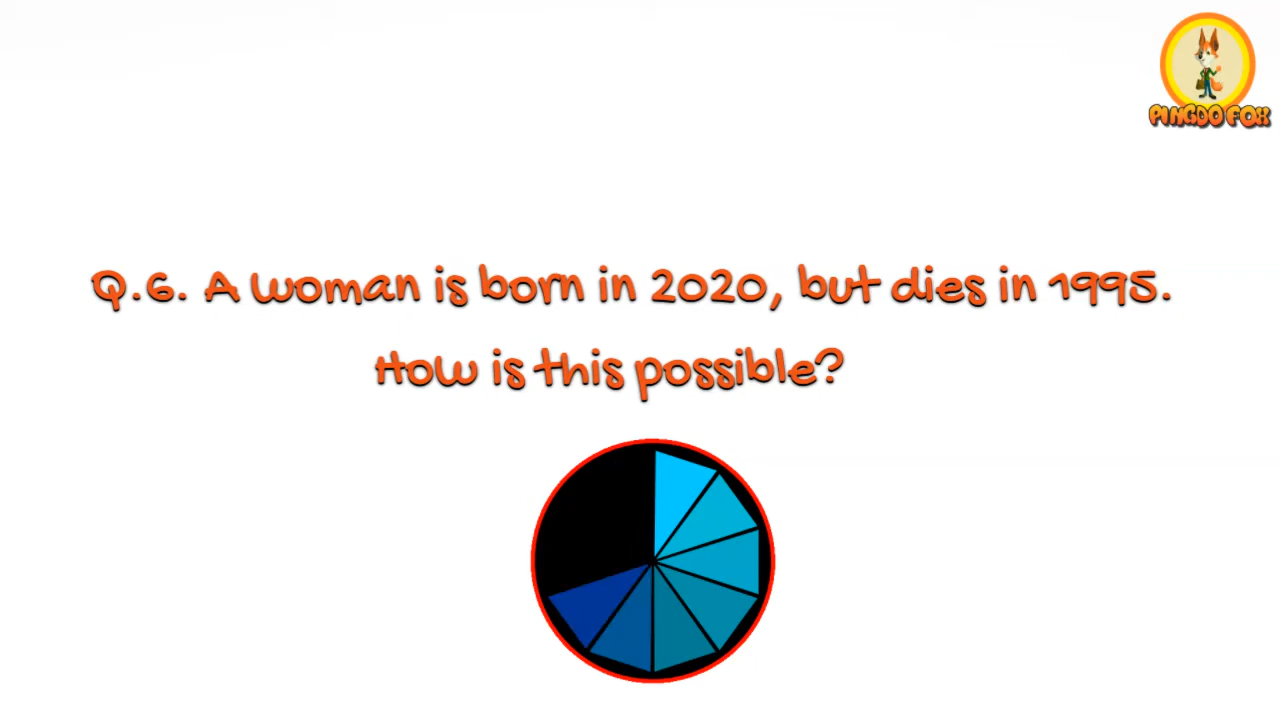 PINGDO FOX
Q.6. A woman is born in 2020, but dies in 1995.
How is this possible?